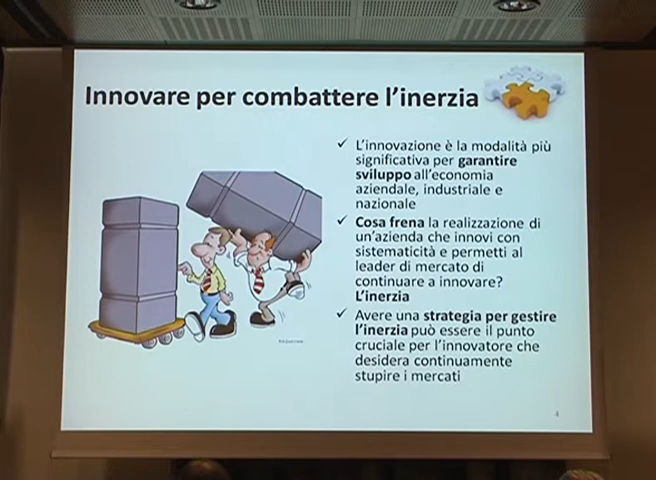 Innovare per combattere l'inerzia
✓ L'innovazione è la modalità più
significativa per garantire
sviluppo all'economia
aziendale, industriale e
nazionale
✓ Cosa frena la realizzazione di
un'azienda che innovi con
sistematicità e permetti al
leader di mercato di
continuare a innovare?
L'inerzia
✓ Avere una strategia per gestire
l'inerzia può essere il punto
cruciale per l'innovatore che
desidera continuamente
stupire i mercati
4